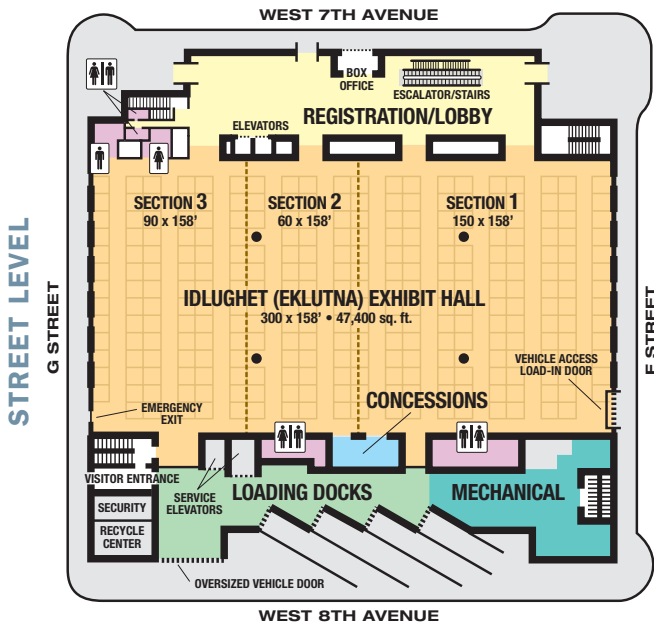 WEST 7TH AVENUE
BOX
OFFICE
ESCALATOR/STAIRS
REGISTRATION/LOBBY
ELEVATORS
SECTION 3
90 x 158'
SECTION 2
60 x 158'
SECTION 1
150 x 158'
STREET LEVEL
G STREET
IDLUGHET (EKLUTNA) EXHIBIT HALL
300 x 158' • 47,400 sq. ft.
F STREET
VEHICLE ACCESS
LOAD-IN DOOR
EMERGENCY
EXIT
CONCESSIONS
VISITOR ENTRANCE
SERVICE
ELEVATORS
LOADING DOCKS
MECHANICAL
SECURITY
RECYCLE
CENTER
OVERSIZED VEHICLE DOOR
WEST 8TH AVENUE